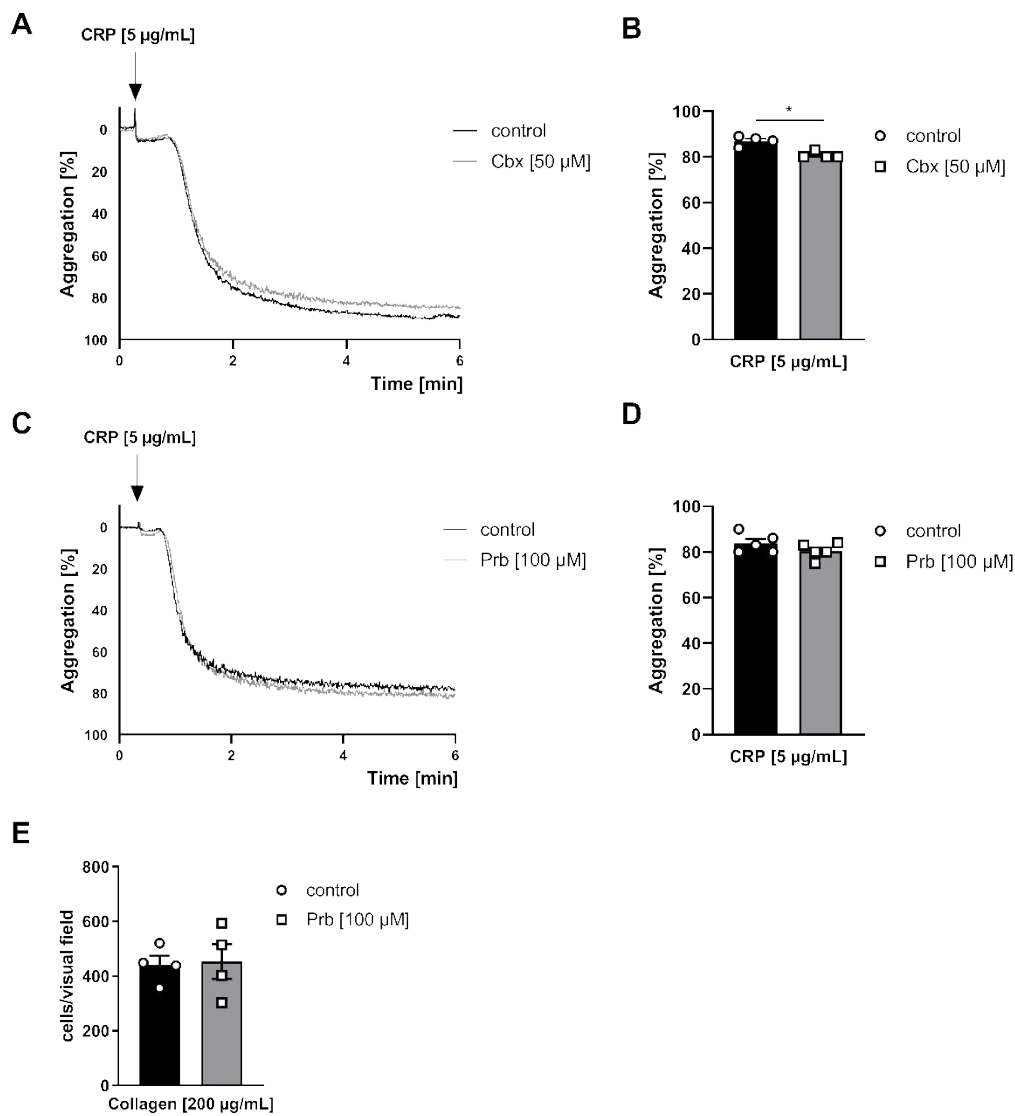 A
CRP [5 µg/mL]
0
20
40
60
80
100
Aggregation [%]
0 2 4 6
Time [min]
control
Cbx [50 µM]
B
*
100
80
60
40
20
0
Aggregation [%]
CRP [5 µg/mL]
control
Cbx [50 µM]
C
CRP [5 µg/mL]
0
20
40
60
80
100
Aggregation [%]
0 2 4 6
Time [min]
control
Prb [100 µM]
D
100
80
60
40
20
0
Aggregation [%]
CRP [5 µg/mL]
control
Prb [100 µM]
E
800
600
400
200
0
cells/visual field
Collagen [200 µg/mL]
control
Prb [100 µM]